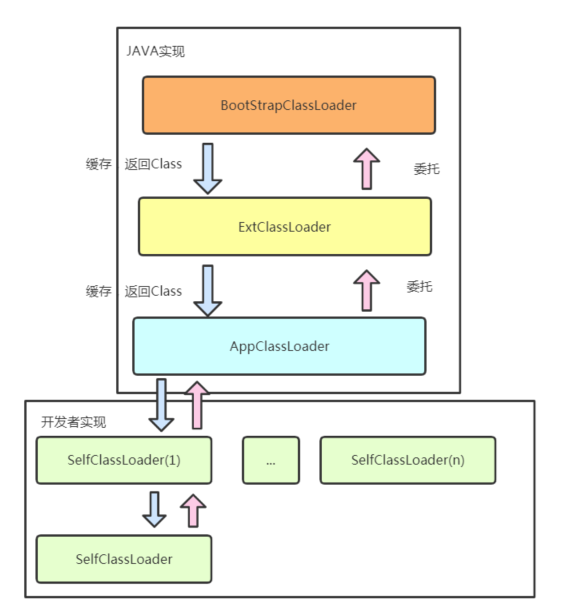 JAVA实现
BootStrapClassLoader
缓存 返回Class 委托
ExtClassLoader
缓存 返回Class 委托
AppClassLoader
开发者实现
SelfClassLoader(1) ... SelfClassLoader(n)
SelfClassLoader